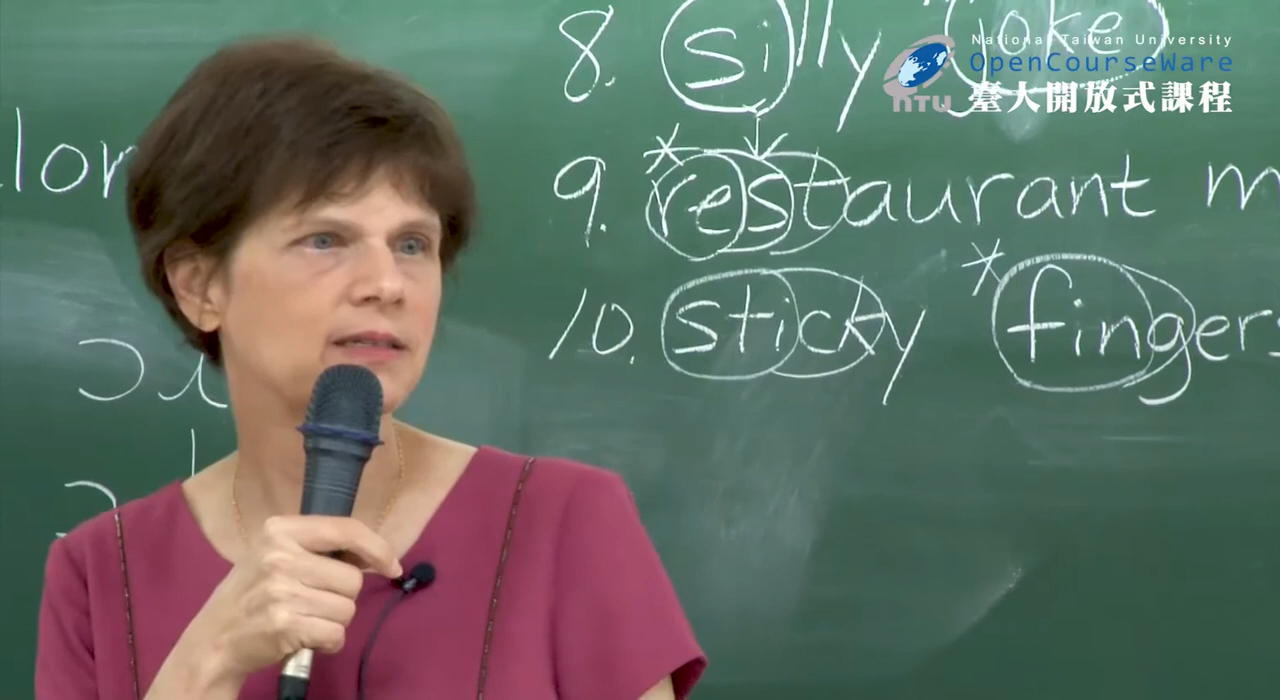 8. silly joke
National Taiwan University
OpenCourseWare
NTU 臺大開放式課程
*
9. restaurant
*
10. sticky fingers